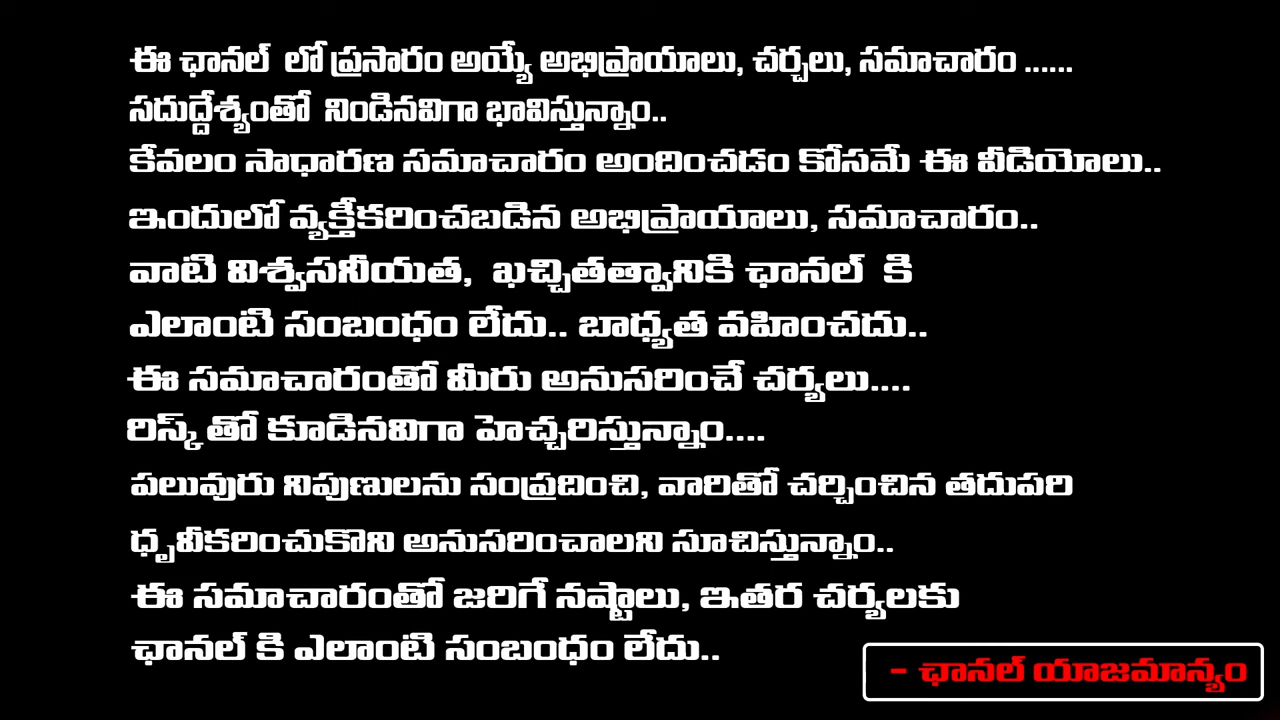 ఈ ఛానల్ లో ప్రసారం అయ్యే అభిప్రాయాలు, చర్చలు, సమాచారం ......
సదుద్దేశ్యంతో నిండినవిగా భావిస్తున్నాం..
కేవలం సాధారణ సమాచారం అందించడం కోసమే ఈ వీడియోలు..
ఇందులో వ్యక్తీకరించబడిన అభిప్రాయాలు, సమాచారం..
వాటి విశ్వసనీయత, ఖచ్చితత్వానికి ఛానల్ కి
ఎలాంటి సంబంధం లేదు.. బాధ్యత వహించదు..
ఈ సమాచారంతో మీరు అనుసరించే చర్యలు....
రిస్క్ తో కూడినవిగా హెచ్చరిస్తున్నాం....
పలువురు నిపుణులను సంప్రదించి, వారితో చర్చించిన తదుపరి
ధృవీకరించుకొని అనుసరించాలని సూచిస్తున్నాం..
ఈ సమాచారంతో జరిగే నష్టాలు, ఇతర చర్యలకు
ఛానల్ కి ఎలాంటి సంబంధం లేదు..
- ఛానల్ యాజమాన్యం